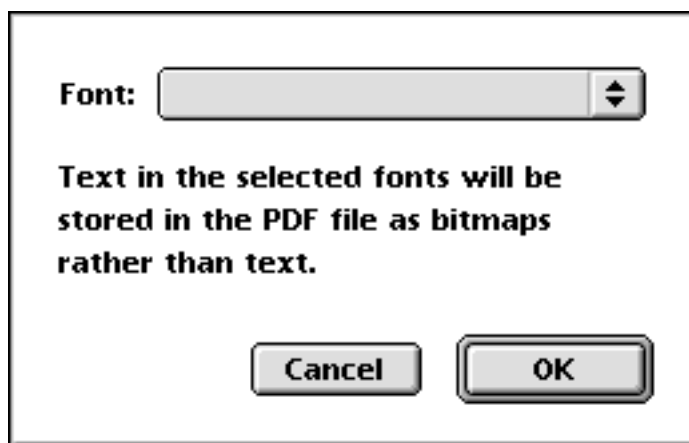 Font:
Text in the selected fonts will be
stored in the PDF file as bitmaps
rather than text.
Cancel OK